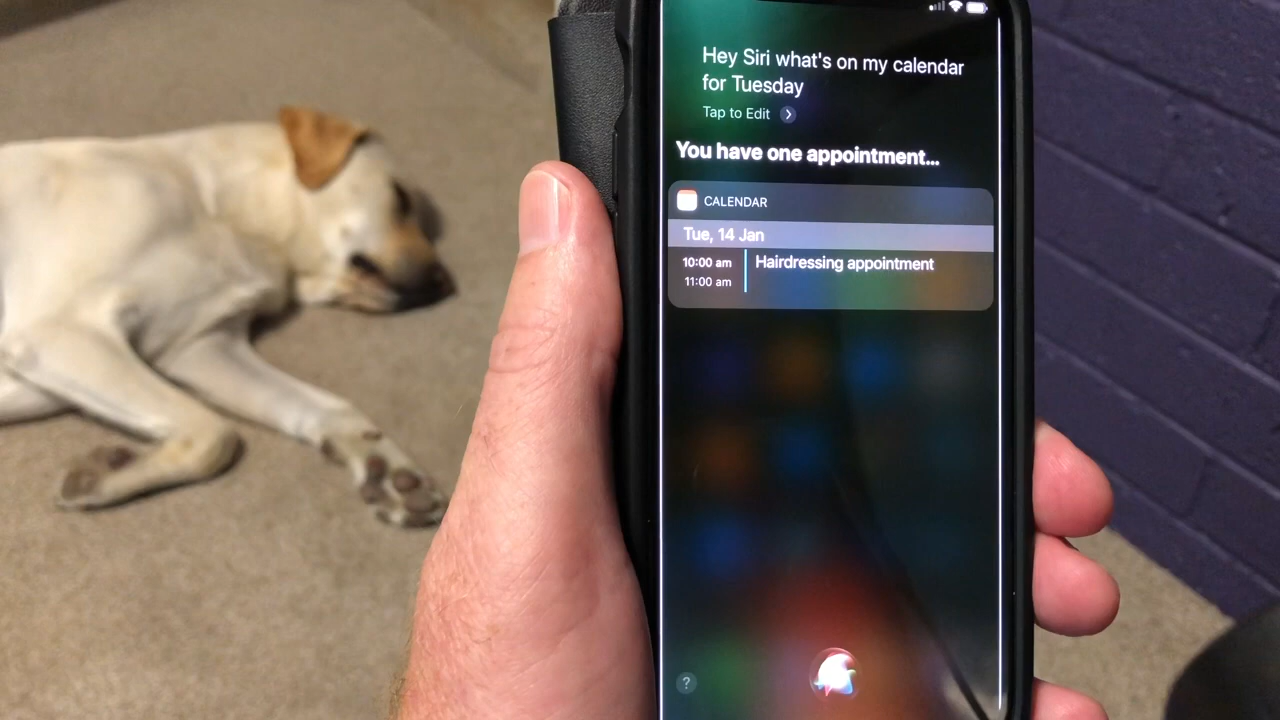 Hey Siri what's on my calendar
for Tuesday
Tap to Edit
You have one appointment...
CALENDAR
Tue, 14 Jan
10:00 am Hairdressing appointment
11:00 am
?